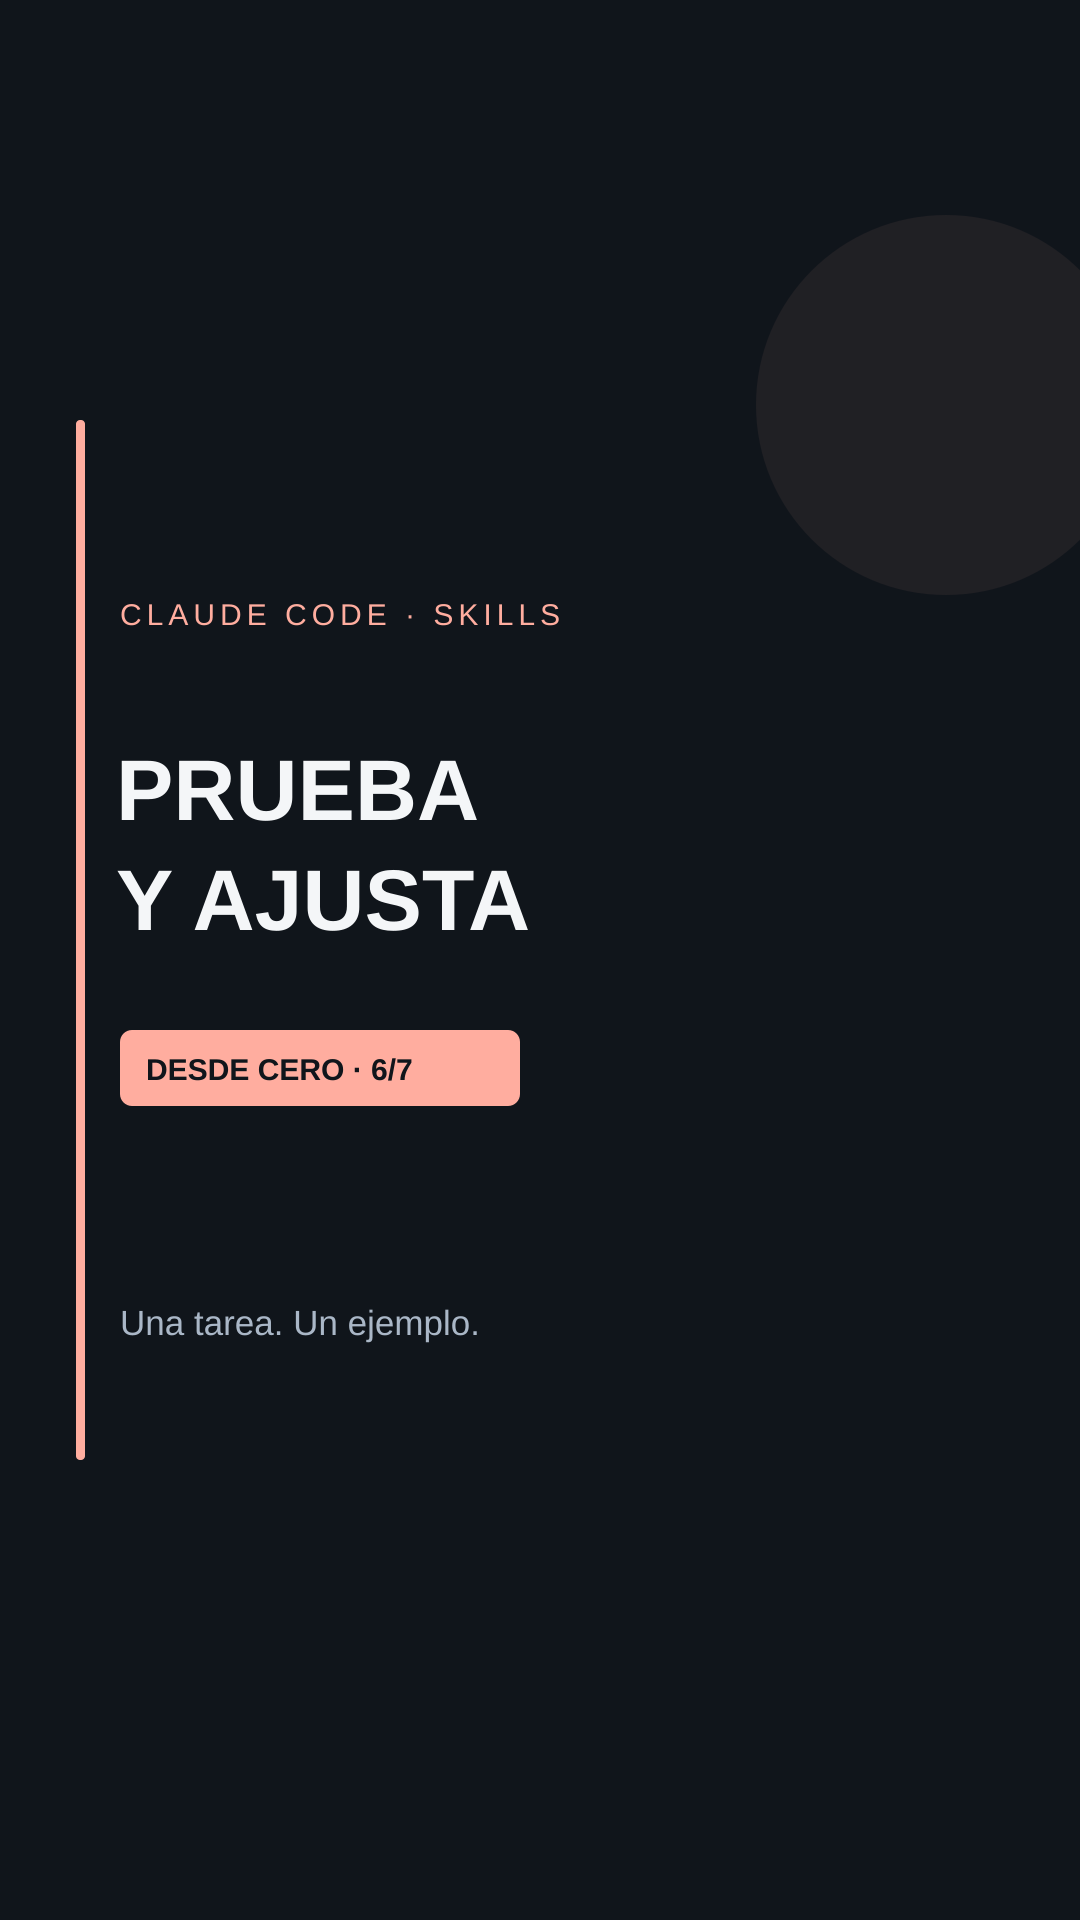 CLAUDE CODE · SKILLS
PRUEBA
Y AJUSTA
DESDE CERO · 6/7
Una tarea. Un ejemplo.